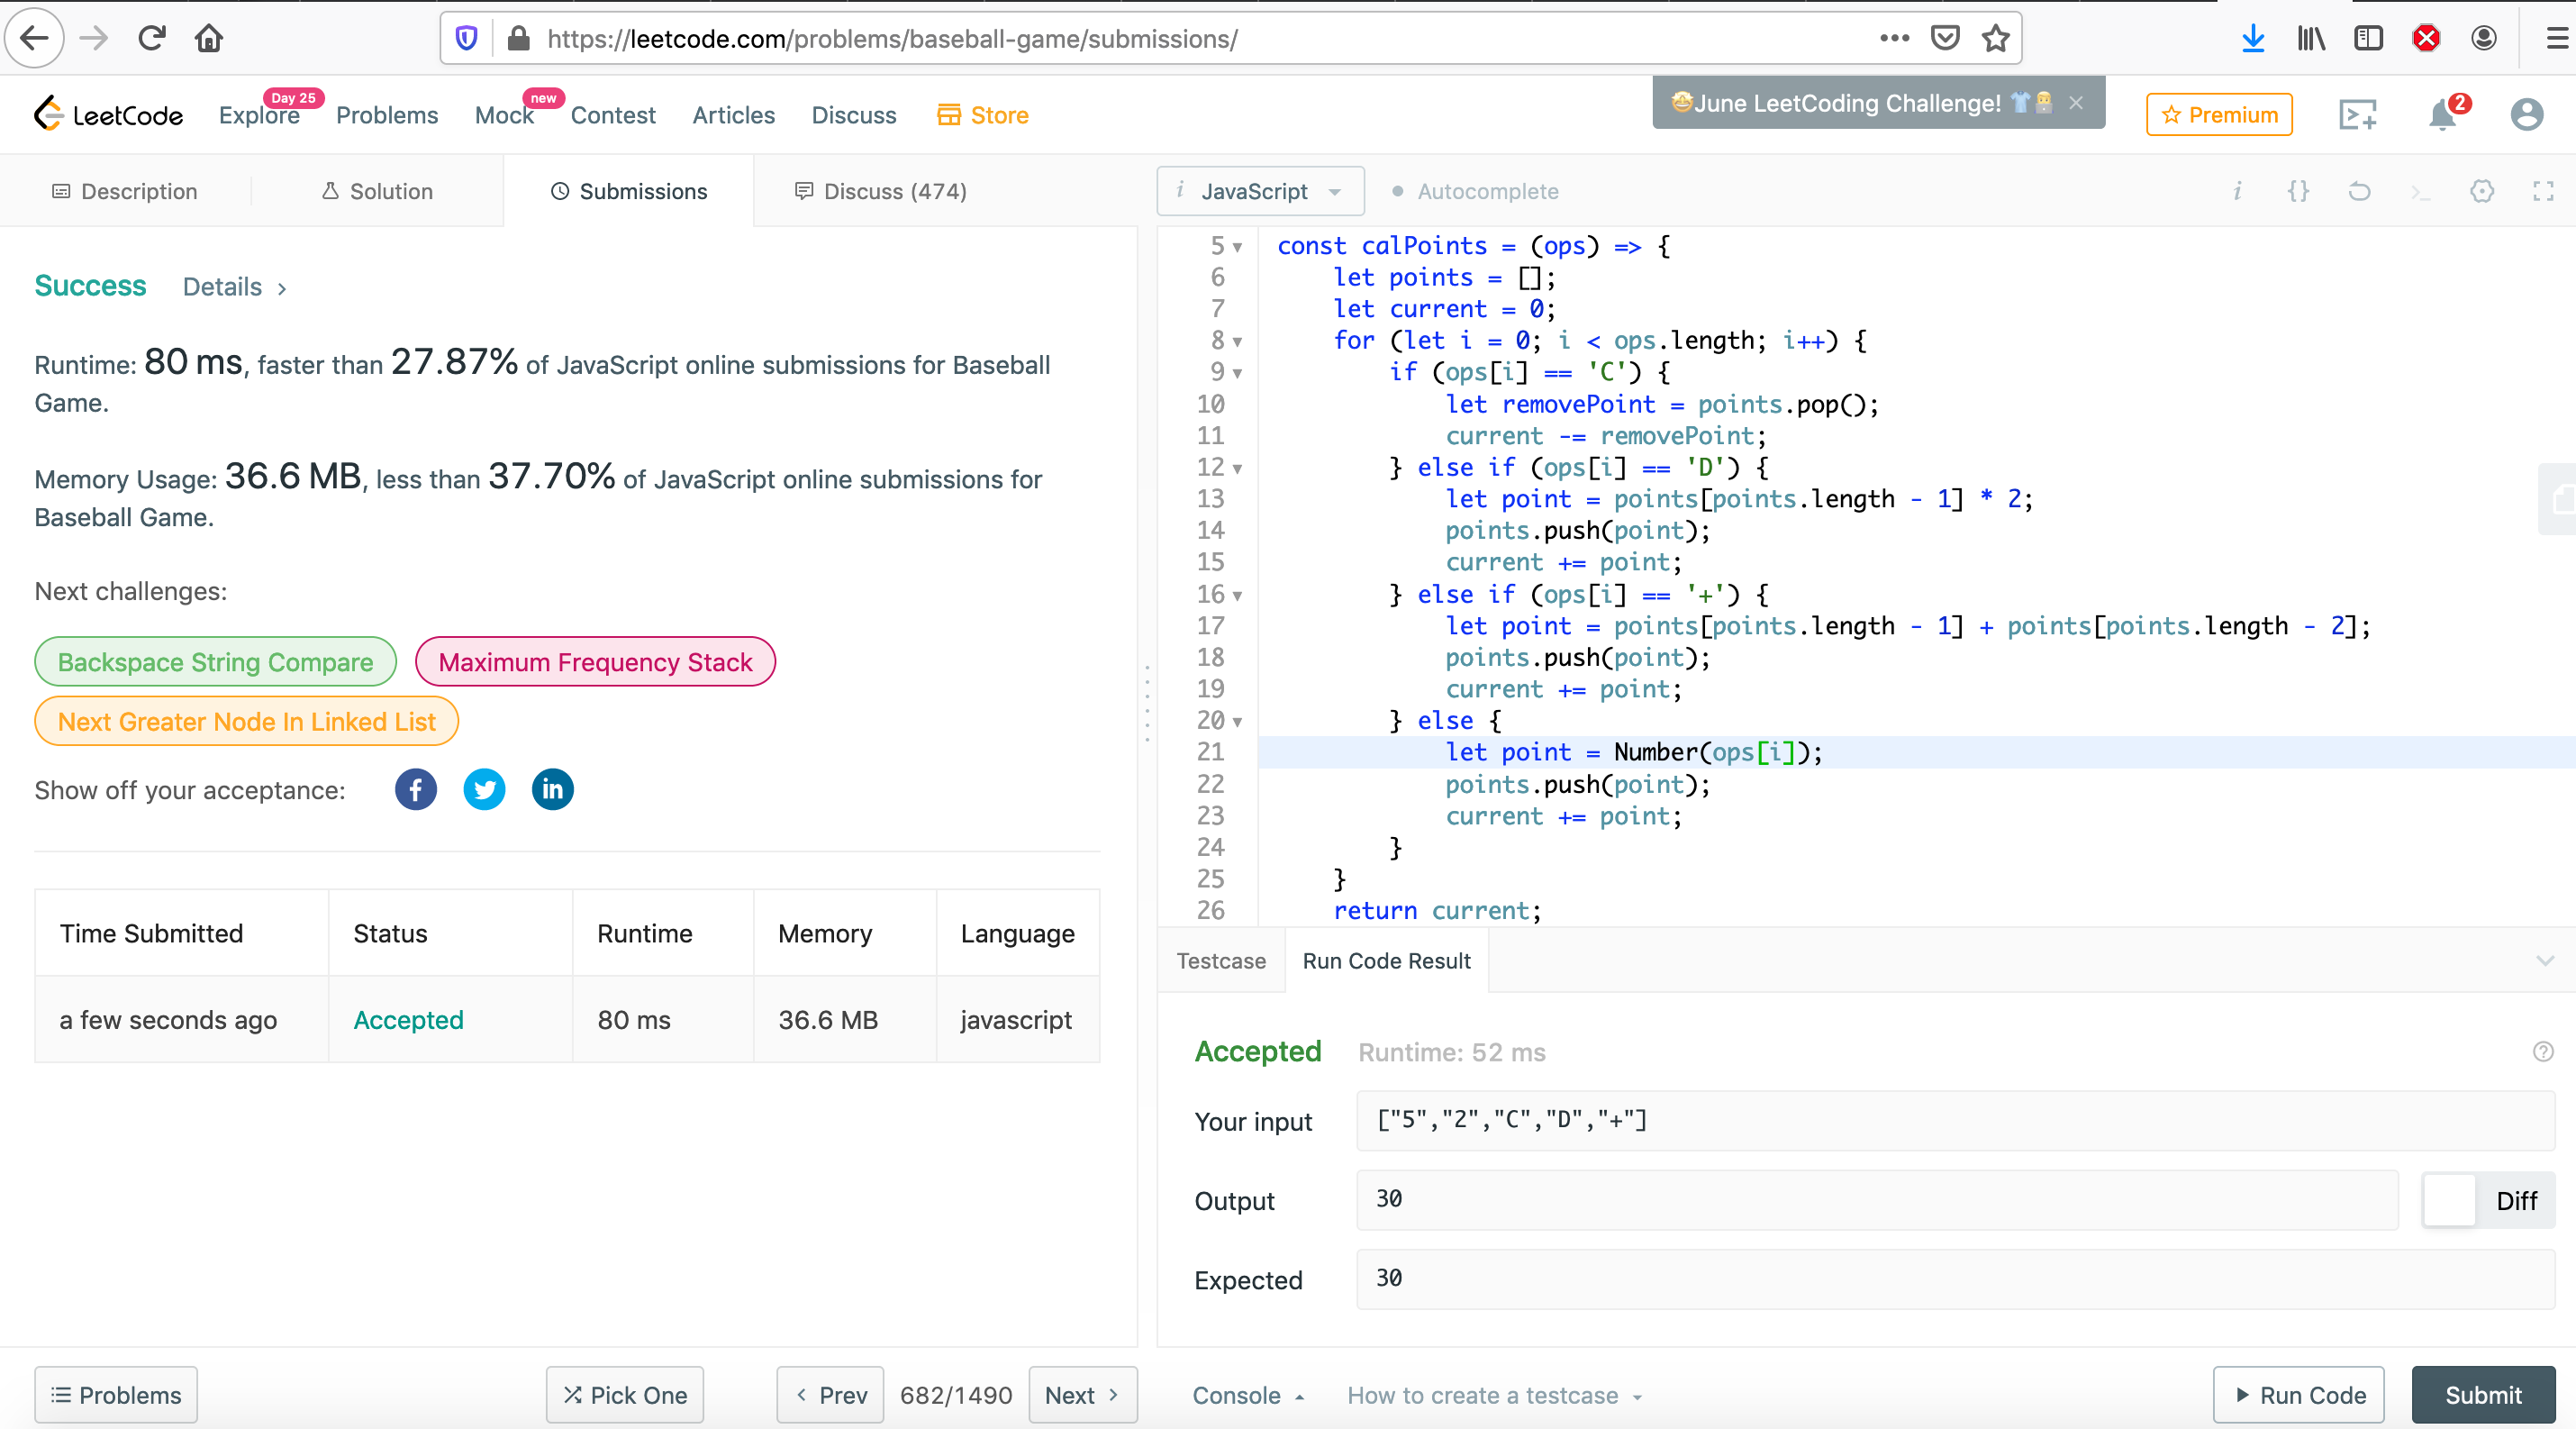 https://leetcode.com/problems/baseball-game/submissions/
LeetCode
Explore
Day 25
Problems
Mock
new
Contest
Articles
Discuss
Store
🤩June LeetCoding Challenge! 👕
Premium
2
Description
Solution
Submissions
Discuss (474)
i JavaScript
Autocomplete
Success Details >
Runtime: 80 ms, faster than 27.87% of JavaScript online submissions for Baseball
Game.
Memory Usage: 36.6 MB, less than 37.70% of JavaScript online submissions for
Baseball Game.
Next challenges:
Backspace String Compare
Maximum Frequency Stack
Next Greater Node In Linked List
Show off your acceptance:
Time Submitted Status Runtime Memory Language
a few seconds ago Accepted 80 ms 36.6 MB javascript
5 const calPoints = (ops) => {
6 let points = [];
7 let current = 0;
8 for (let i = 0; i < ops.length; i++) {
9 if (ops[i] == 'C') {
10 let removePoint = points.pop();
11 current -= removePoint;
12 } else if (ops[i] == 'D') {
13 let point = points[points.length - 1] * 2;
14 points.push(point);
15 current += point;
16 } else if (ops[i] == '+') {
17 let point = points[points.length - 1] + points[points.length - 2];
18 points.push(point);
19 current += point;
20 } else {
21 let point = Number(ops[i]);
22 points.push(point);
23 current += point;
24 }
25 }
26 return current;
Testcase
Run Code Result
Accepted Runtime: 52 ms
Your input ["5","2","C","D","+"]
Output 30 Diff
Expected 30
Problems
Pick One
< Prev 682/1490 Next >
Console
How to create a testcase
Run Code
Submit